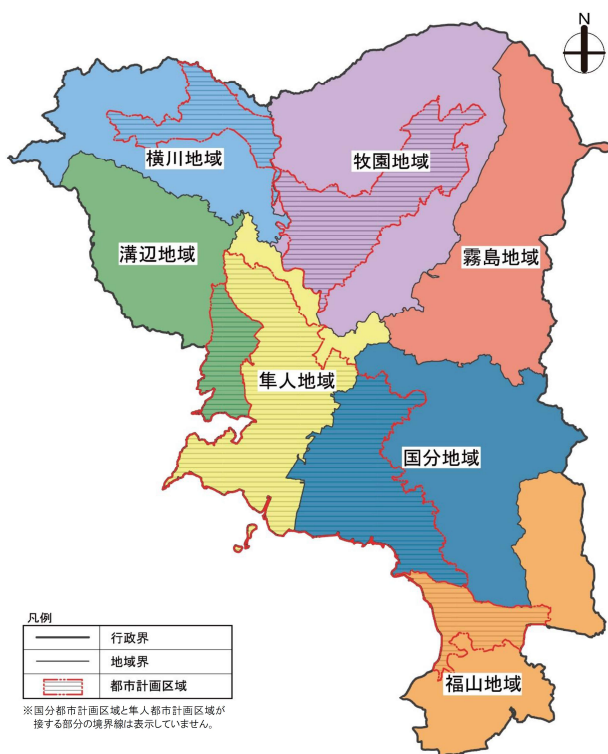 N
横川地域
牧園地域
溝辺地域
霧島地域
隼人地域
国分地域
福山地域
凡例
行政界
地域界
都市計画区域
※国分都市計画区域と隼人都市計画区域が
接する部分の境界線は表示していません。